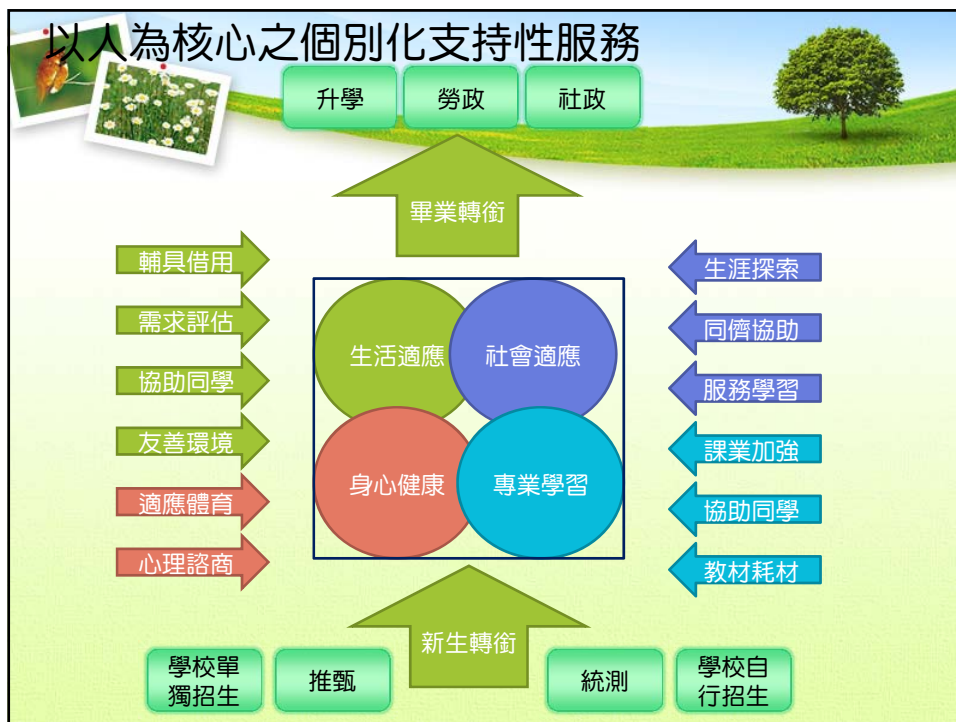 以人為核心之個別化支持性服務
升學
勞政
社政
畢業轉銜
輔具借用
需求評估
協助同學
友善環境
適應體育
心理諮商
生活適應
社會適應
身心健康
專業學習
生涯探索
同儕協助
服務學習
課業加強
協助同學
教材耗材
新生轉銜
學校單
獨招生
推甄
統測
學校自
行招生